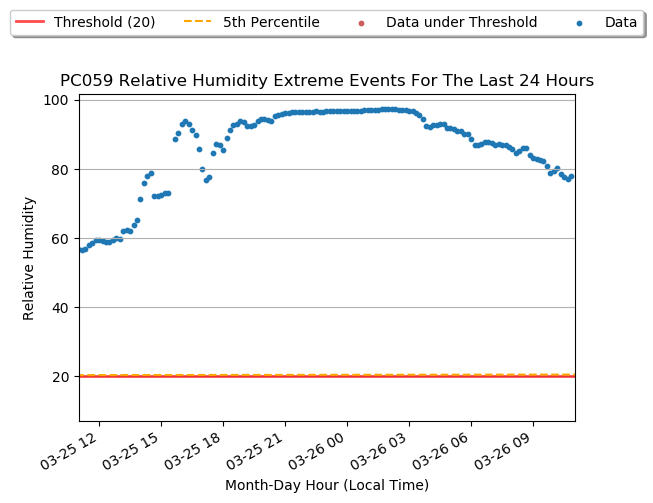 Threshold (20) 5th Percentile Data under Threshold Data
PC059 Relative Humidity Extreme Events For The Last 24 Hours
100
80
60
40
20
Relative Humidity
03-25 12 03-25 15 03-25 18 03-25 21 03-26 00 03-26 03 03-26 06 03-26 09
Month-Day Hour (Local Time)